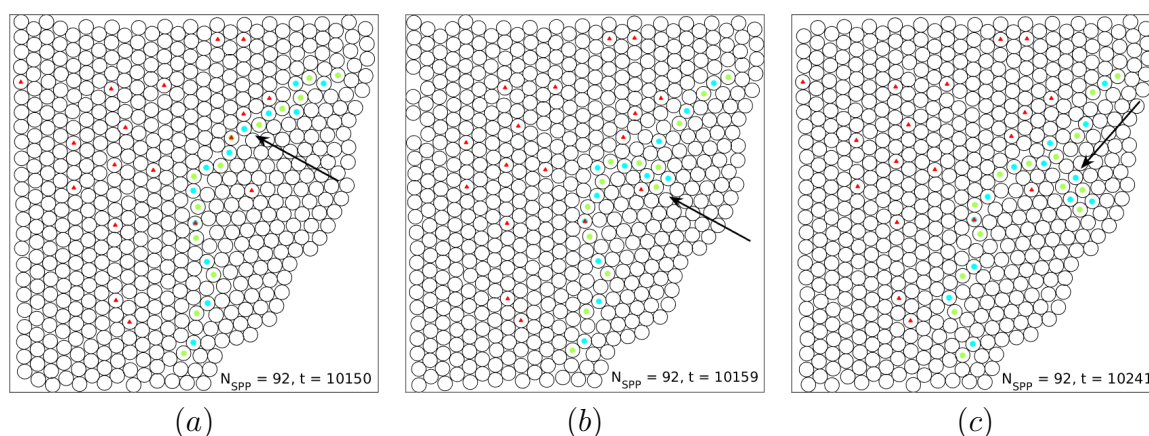 N_SPP = 92, t = 10150
N_SPP = 92, t = 10159
N_SPP = 92, t = 10241
(a)
(b)
(c)